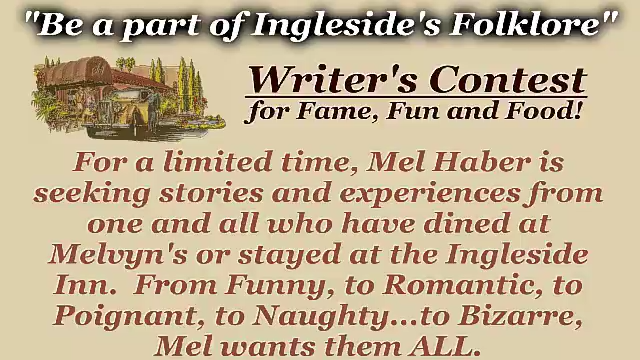 "Be a part of Ingleside's Folklore"
Writer's Contest
for Fame, Fun and Food!
For a limited time, Mel Haber is
seeking stories and experiences from
one and all who have dined at
Melvyn's or stayed at the Ingleside
Inn.  From Funny, to Romantic, to
Poignant, to Naughty...to Bizarre,
Mel wants them ALL.